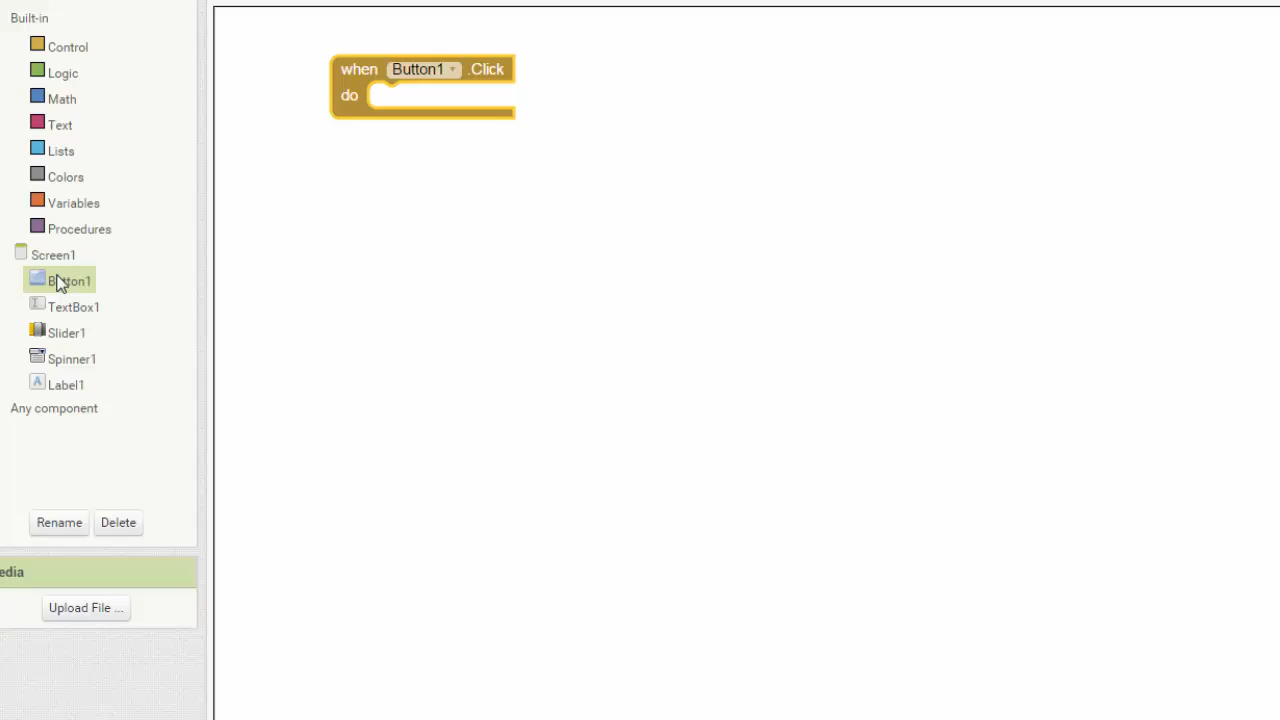 Built-in
Control
Logic
Math
Text
Lists
Colors
Variables
Procedures
Screen1
Button1
TextBox1
Slider1
Spinner1
Label1
Any component
Rename Delete
edia
Upload File ...
when Button1 .Click
do